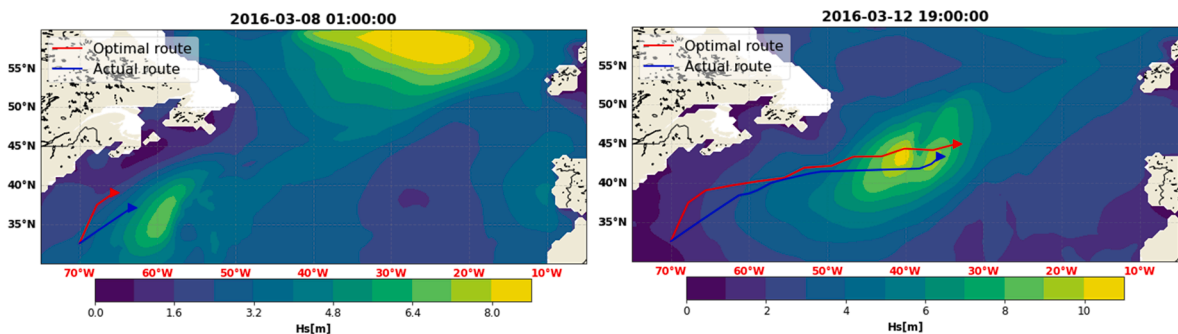 2016-03-08 01:00:00
Optimal route
Actual route
55°N
50°N
45°N
40°N
35°N
70°W 60°W 50°W 40°W 30°W 20°W 10°W
0.0 1.6 3.2 4.8 6.4 8.0
Hs[m]
2016-03-12 19:00:00
Optimal route
Actual route
55°N
50°N
45°N
40°N
35°N
70°W 60°W 50°W 40°W 30°W 20°W 10°W
0 2 4 6 8 10
Hs[m]